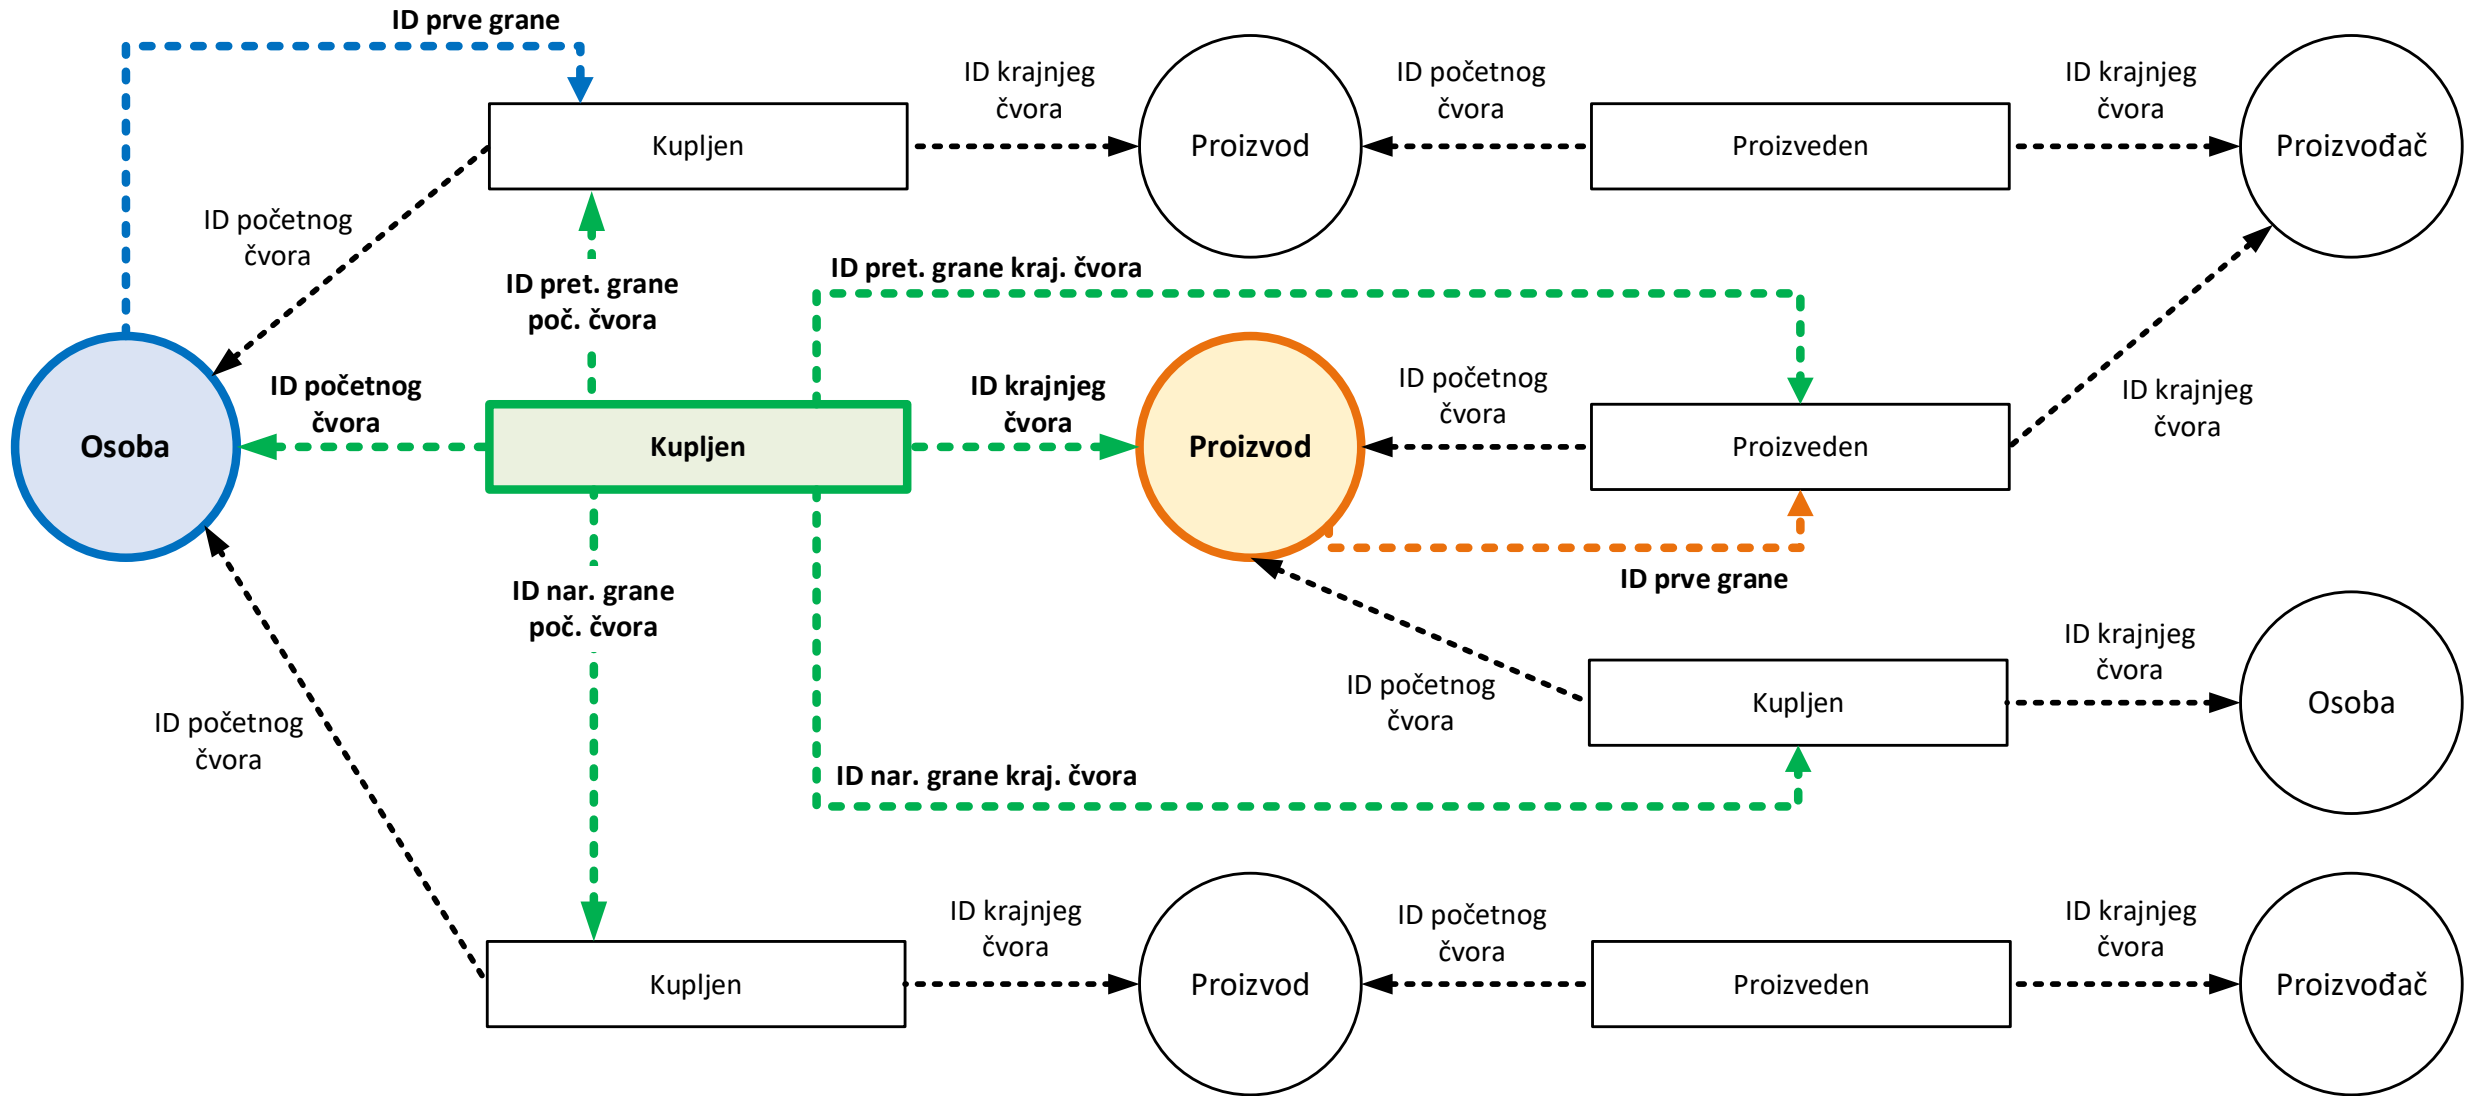 ID prve grane
ID krajnjeg
čvora
ID početnog
čvora
ID krajnjeg
čvora
Kupljen
Proizvod
Proizveden
Proizvođač
ID početnog
čvora
ID pret. grane
poč. čvora
ID pret. grane kraj. čvora
ID početnog
čvora
ID krajnjeg
čvora
ID početnog
čvora
ID krajnjeg
čvora
Osoba
Kupljen
Proizvod
Proizveden
ID nar. grane
poč. čvora
ID prve grane
ID početnog
čvora
ID krajnjeg
čvora
ID početnog
čvora
Kupljen
Osoba
ID nar. grane kraj. čvora
ID krajnjeg
čvora
ID početnog
čvora
ID krajnjeg
čvora
Kupljen
Proizvod
Proizveden
Proizvođač